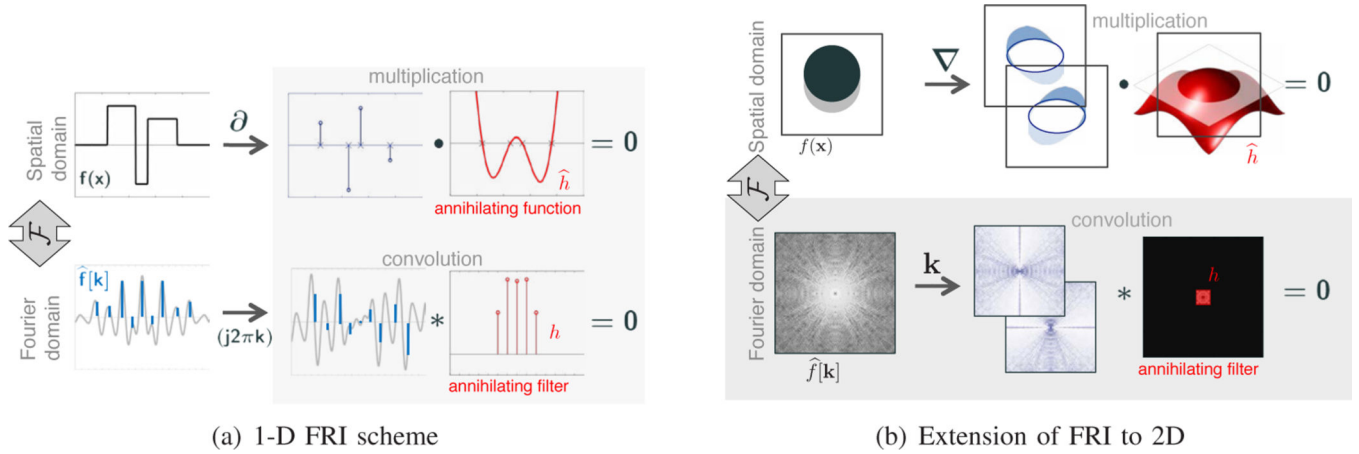 Spatial domain
∂
f(x)
multiplication
•
ĥ
= 0
annihilating function
ℱ
Fourier domain
f̂[k]
(j2πk)
convolution
*
h
= 0
annihilating filter
(a) 1-D FRI scheme
Spatial domain
f(x)
∇
multiplication
•
ĥ
= 0
ℱ
Fourier domain
f̂[k]
k
convolution
*
h
= 0
annihilating filter
(b) Extension of FRI to 2D